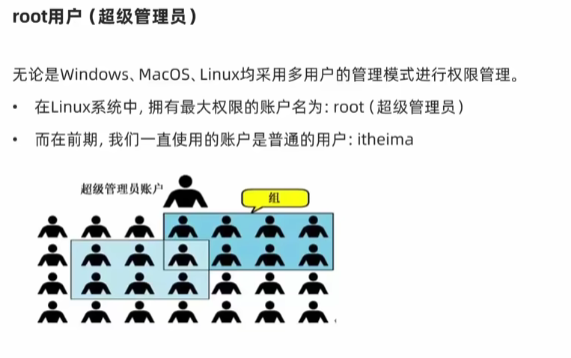 root用户（超级管理员）
无论是Windows、MacOS、Linux均采用多用户的管理模式进行权限管理。
• 在Linux系统中，拥有最大权限的账户名为：root（超级管理员）
• 而在前期，我们一直使用的账户是普通的用户：itheima
超级管理员账户
组